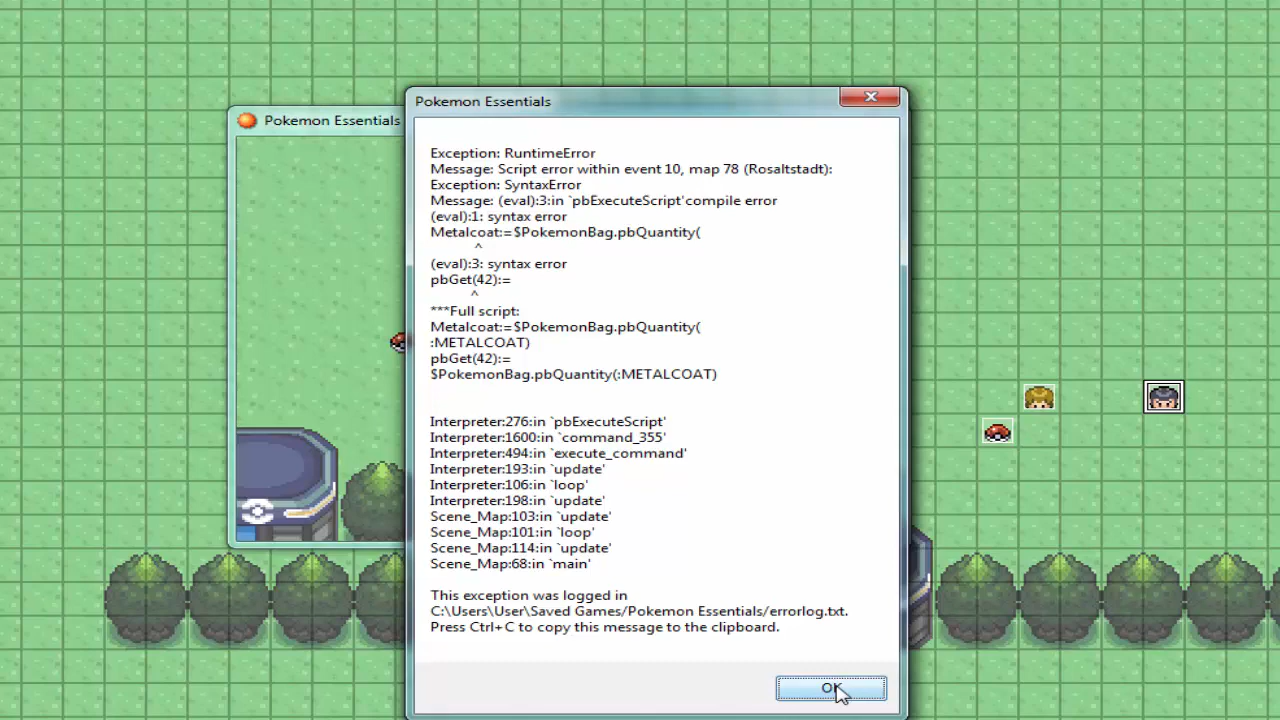 Pokemon Essentials
Pokemon Essentials
Exception: RuntimeError
Message: Script error within event 10, map 78 (Rosaltstadt):
Exception: SyntaxError
Message: (eval):3:in `pbExecuteScript'compile error
(eval):1: syntax error
Metalcoat:=$PokemonBag.pbQuantity(
^
(eval):3: syntax error
pbGet(42):=
^
***Full script:
Metalcoat:=$PokemonBag.pbQuantity(
:METALCOAT)
pbGet(42):=
$PokemonBag.pbQuantity(:METALCOAT)
Interpreter:276:in `pbExecuteScript'
Interpreter:1600:in `command_355'
Interpreter:494:in `execute_command'
Interpreter:193:in `update'
Interpreter:106:in `loop'
Interpreter:198:in `update'
Scene_Map:103:in `update'
Scene_Map:101:in `loop'
Scene_Map:114:in `update'
Scene_Map:68:in `main'
This exception was logged in
C:\Users\User\Saved Games/Pokemon Essentials/errorlog.txt.
Press Ctrl+C to copy this message to the clipboard.
OK